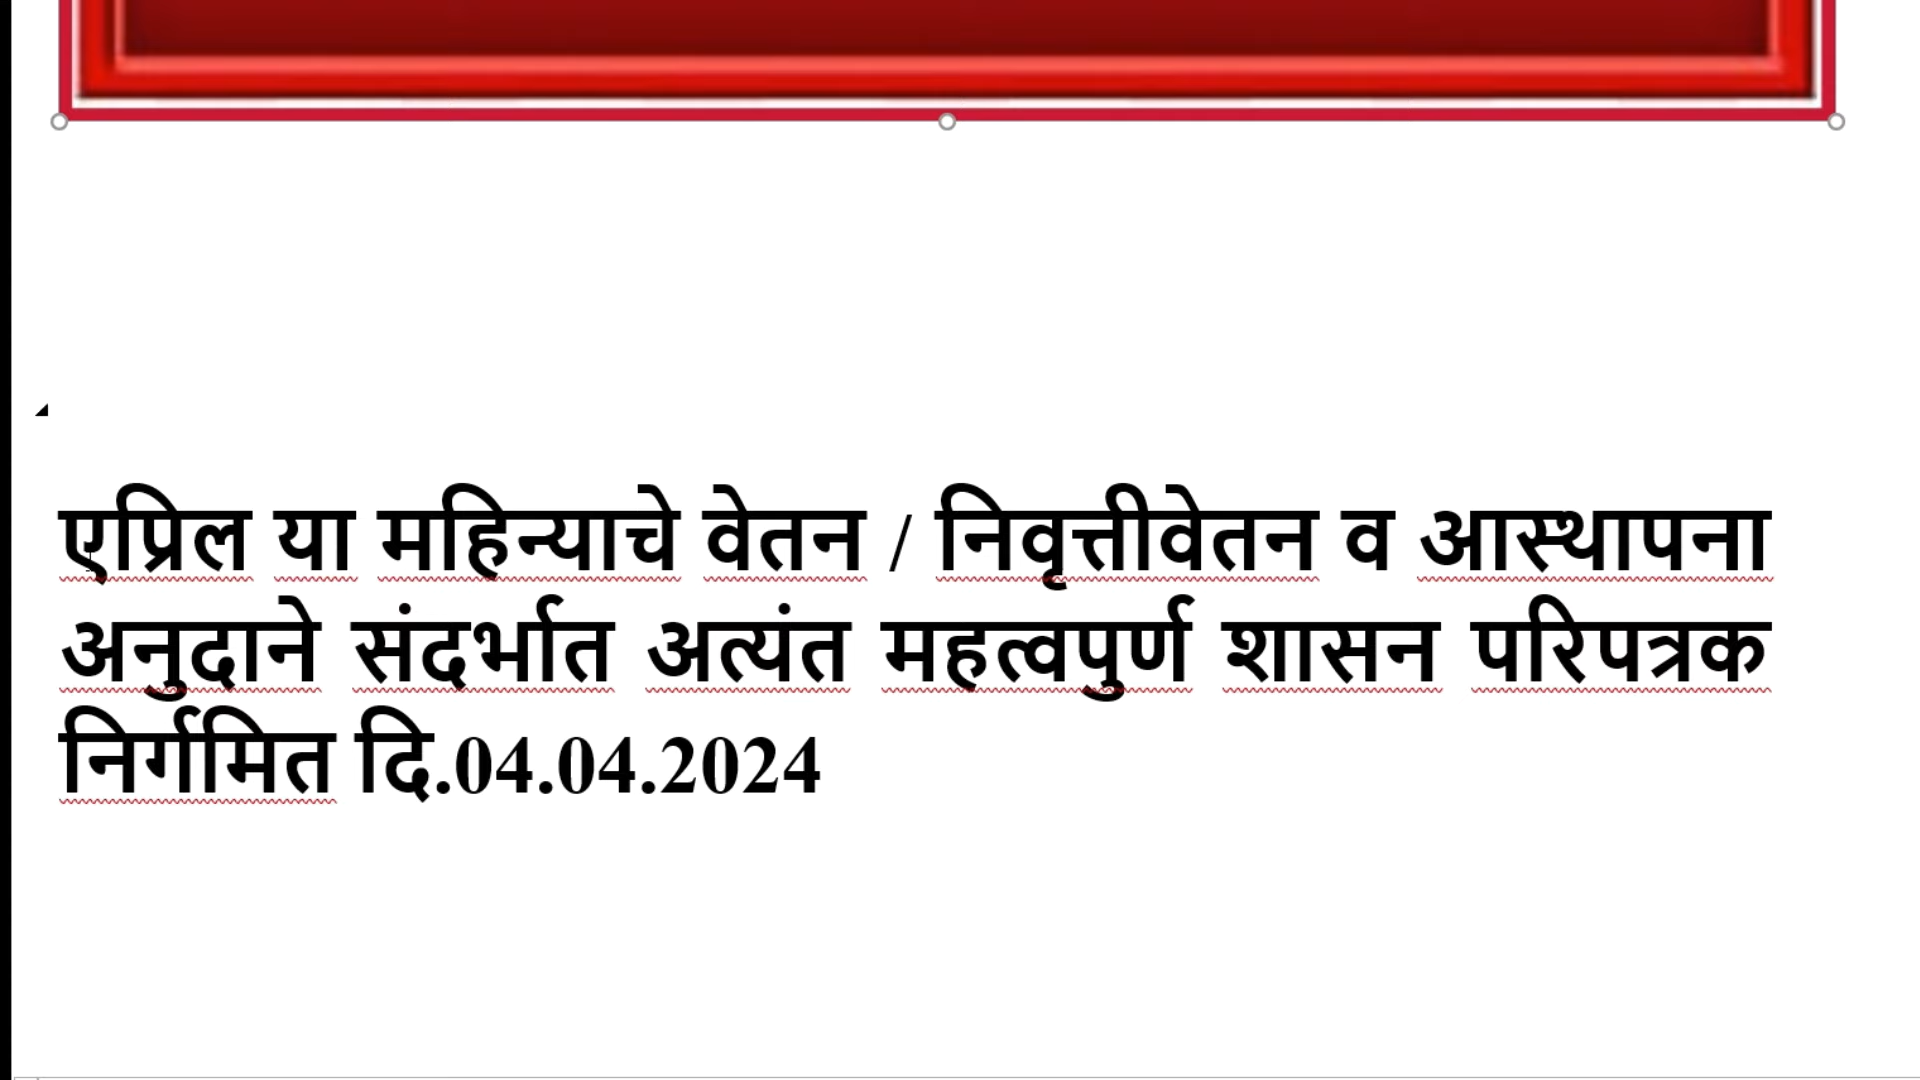 एप्रिल या महिन्याचे वेतन / निवृत्तीवेतन व आस्थापना
अनुदाने संदर्भात अत्यंत महत्वपुर्ण शासन परिपत्रक
निर्गमित दि.04.04.2024